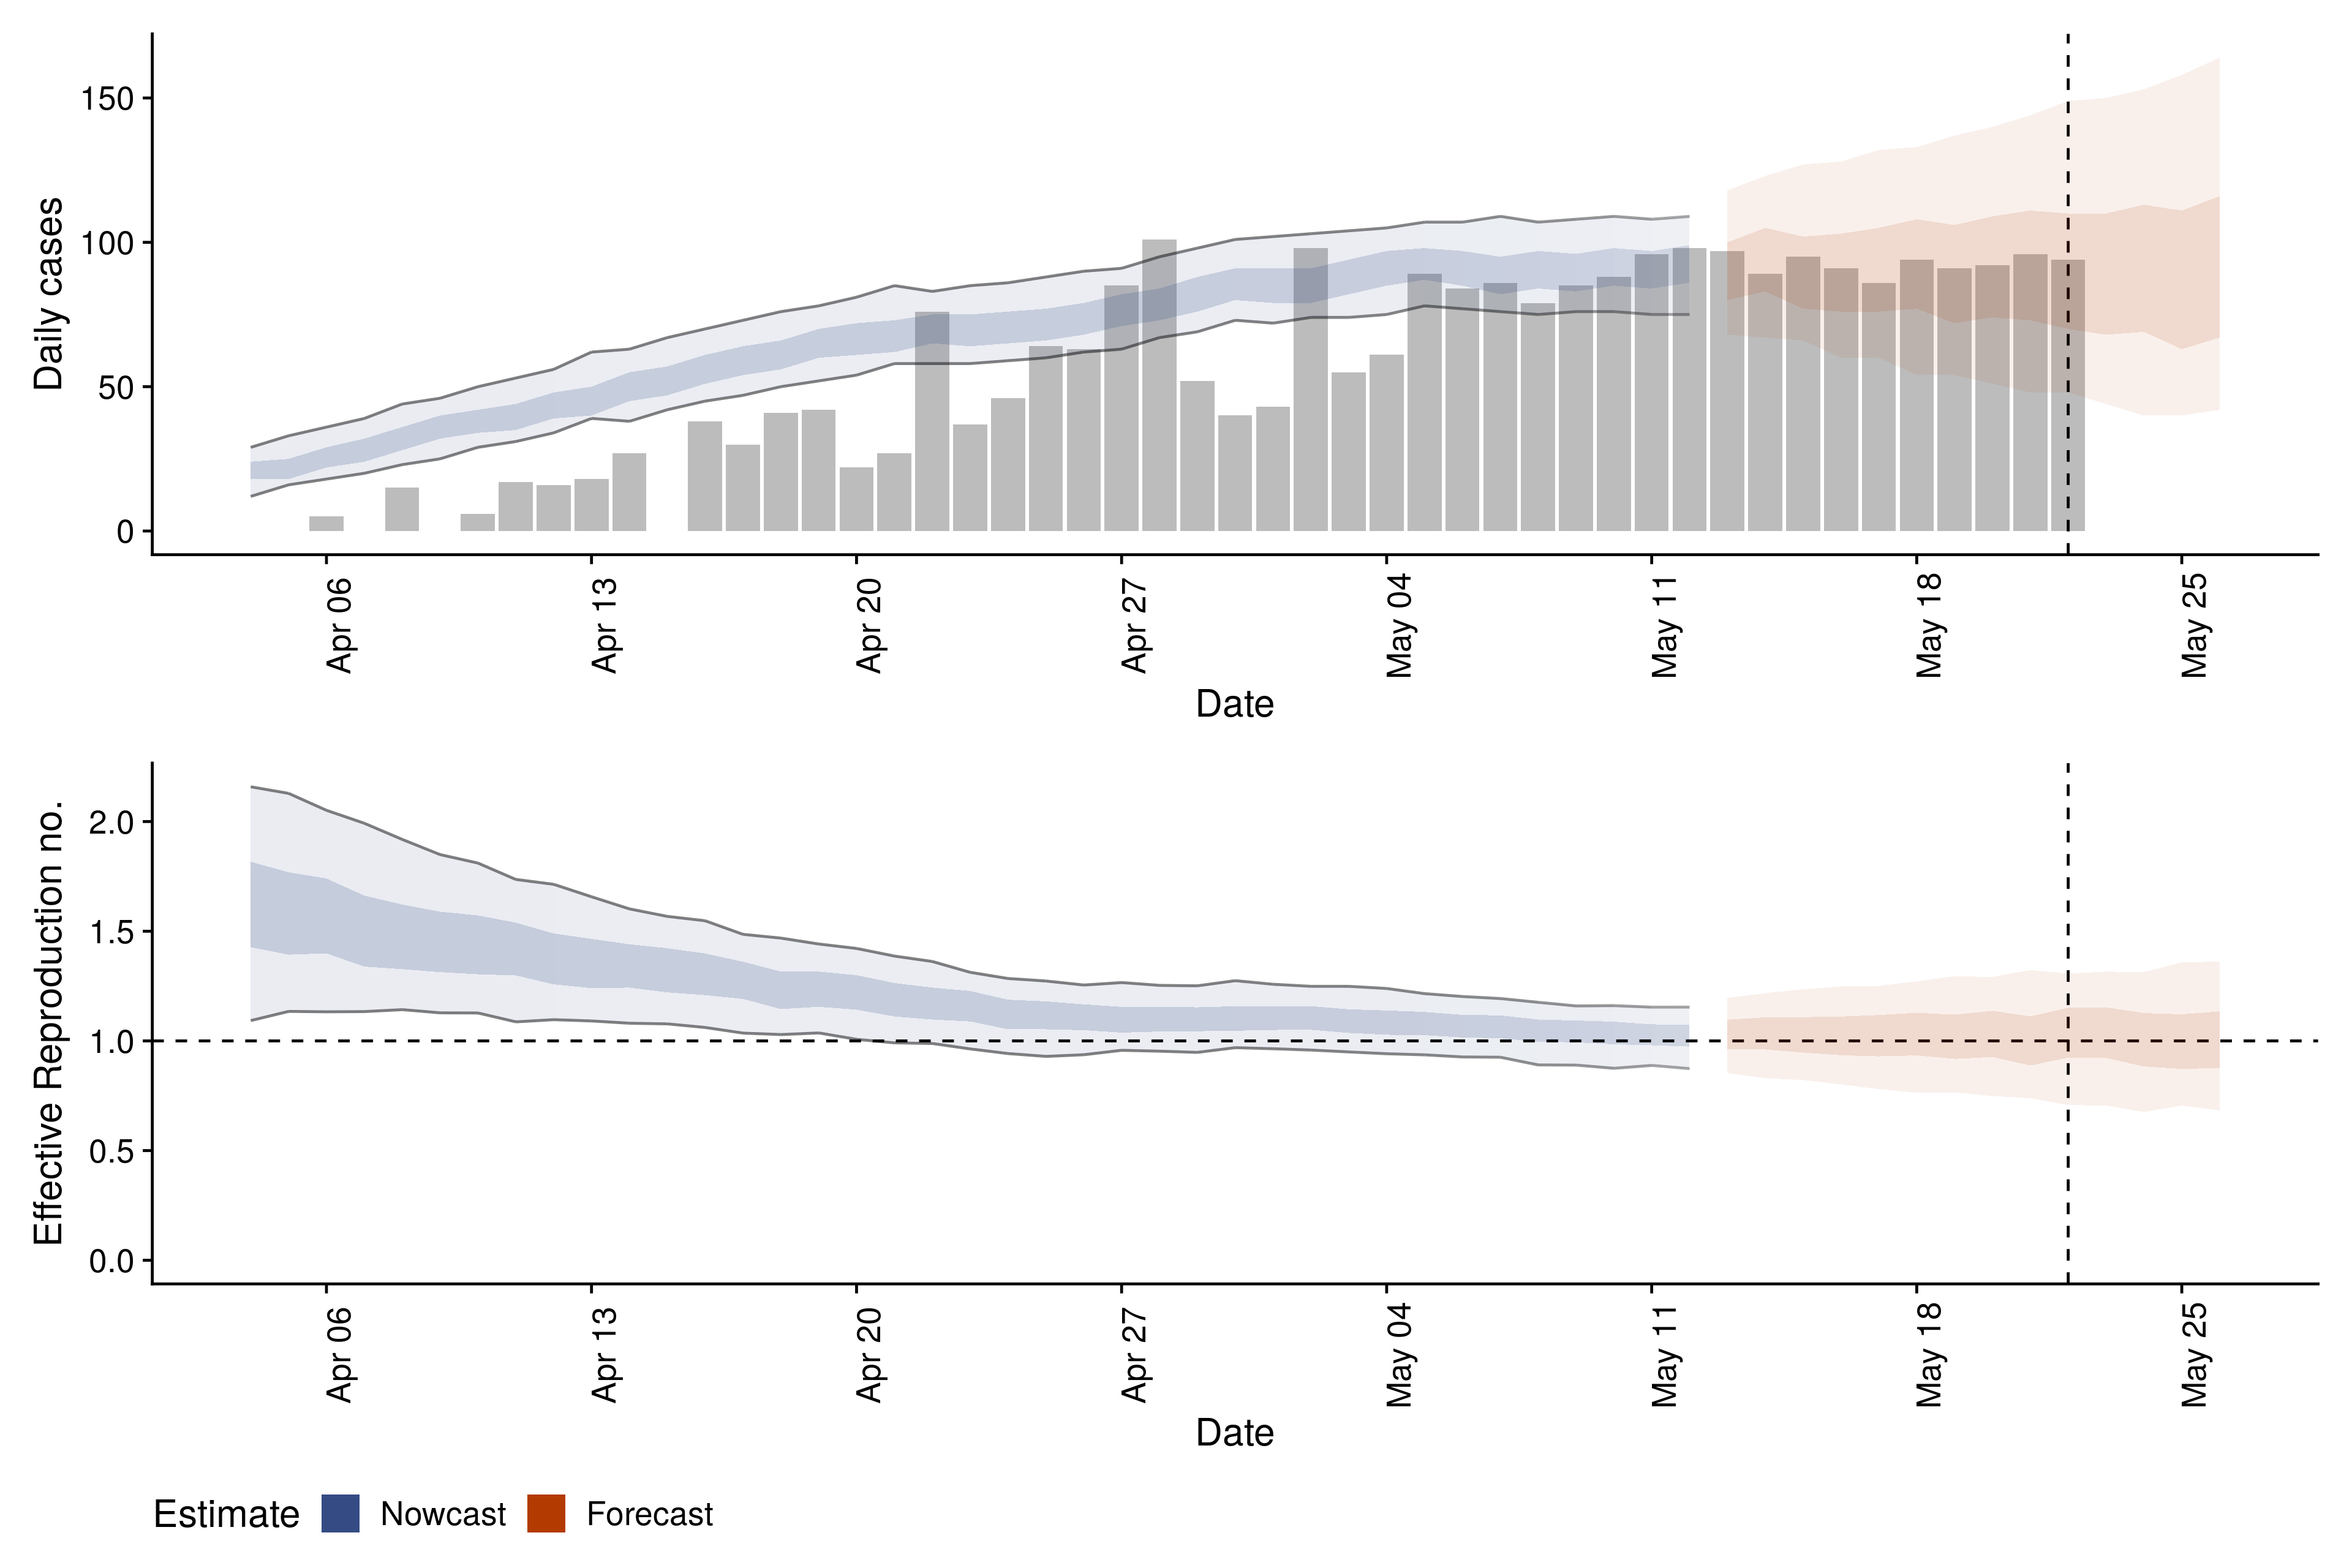 Daily cases
150
100
50
0
Apr 06
Apr 13
Apr 20
Apr 27
May 04
May 11
May 18
May 25
Date
Effective Reproduction no.
2.0
1.5
1.0
0.5
0.0
Apr 06
Apr 13
Apr 20
Apr 27
May 04
May 11
May 18
May 25
Date
Estimate Nowcast Forecast